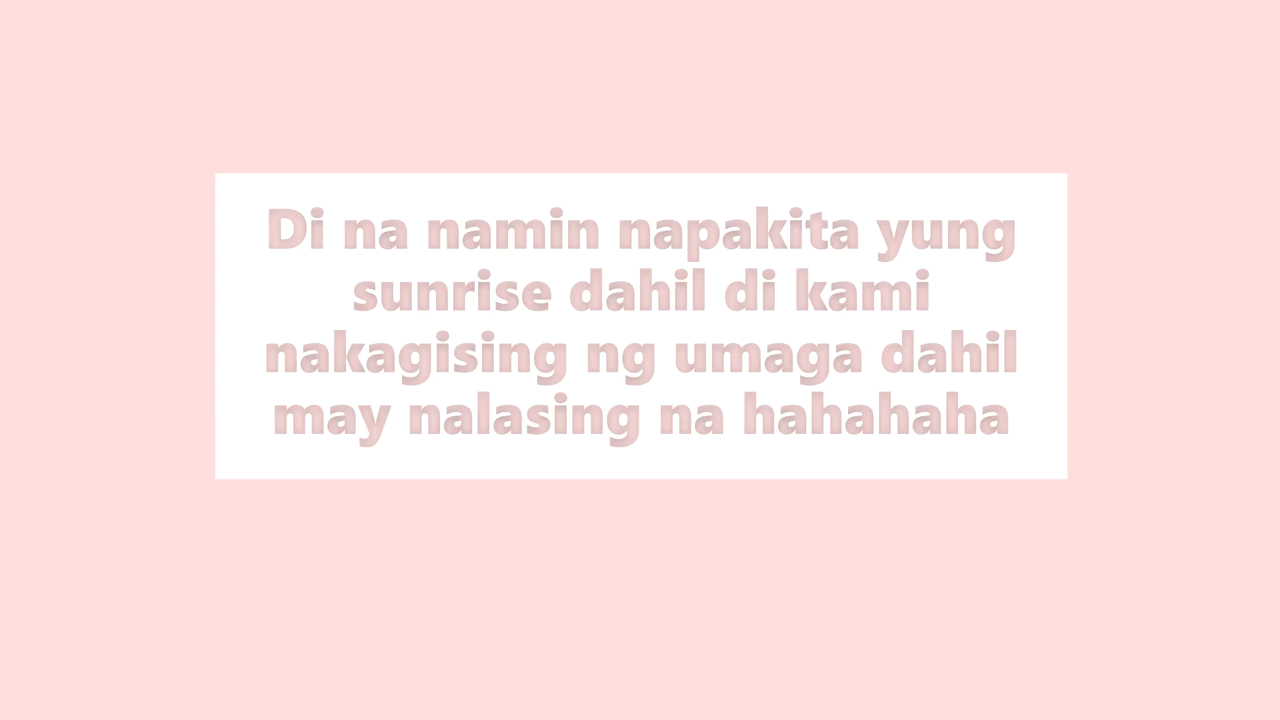 Di na namin napakita yung
sunrise dahil di kami
nakagising ng umaga dahil
may nalasing na hahahaha